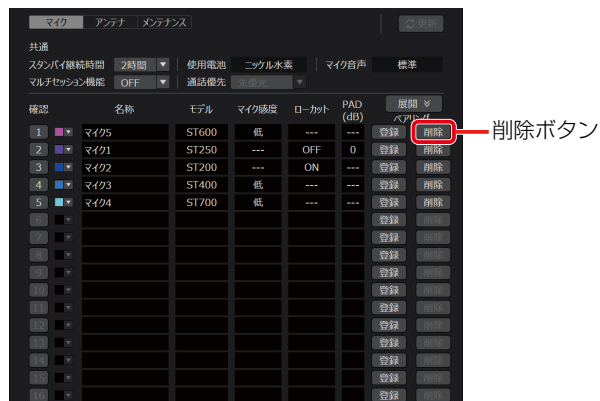 マイク アンテナ メンテナンス 更新
共通
スタンバイ継続時間 2時間 使用電池 ニッケル水素 マイク音声 標準
マルチセッション機能 OFF 通話優先 先優先
確認 名称 モデル マイク感度 ローカット PAD (dB) 展開
ペアリング
1 マイク5 ST600 低 --- --- 登録 削除 削除ボタン
2 マイク1 ST250 --- OFF 0 登録 削除
3 マイク2 ST200 --- ON --- 登録 削除
4 マイク3 ST400 低 --- --- 登録 削除
5 マイク4 ST700 低 --- --- 登録 削除
6 登録 削除
7 登録 削除
8 登録 削除
9 登録 削除
10 登録 削除
11 登録 削除
12 登録 削除
13 登録 削除
14 登録 削除
15 登録 削除
16 登録 削除